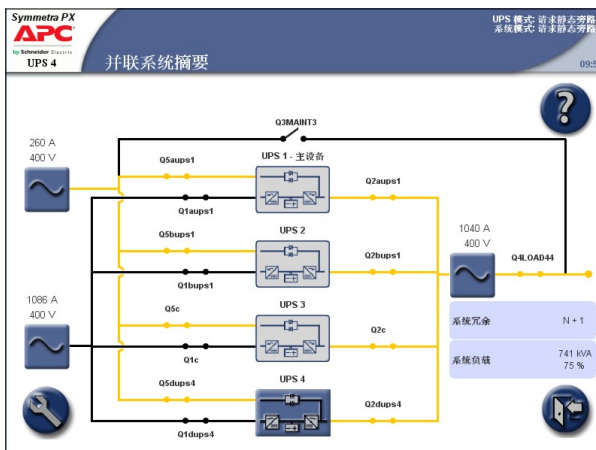 Symmetra PX
APC
by Schneider Electric
UPS 4
并联系统摘要
UPS 模式: 请求静态旁路
系统模式: 请求静态旁路
09:5
Q3MAINT3
260 A
400 V
Q5aups1
UPS 1 - 主设备
Q1aups1
Q2aups1
Q5bups1
UPS 2
Q1bups1
Q2bups1
1040 A
400 V
Q4LOAD44
1086 A
400 V
Q5c
UPS 3
Q1c
Q2c
系统冗余
N + 1
系统负载
741 kVA
75 %
Q5dups4
UPS 4
Q1dups4
Q2dups4